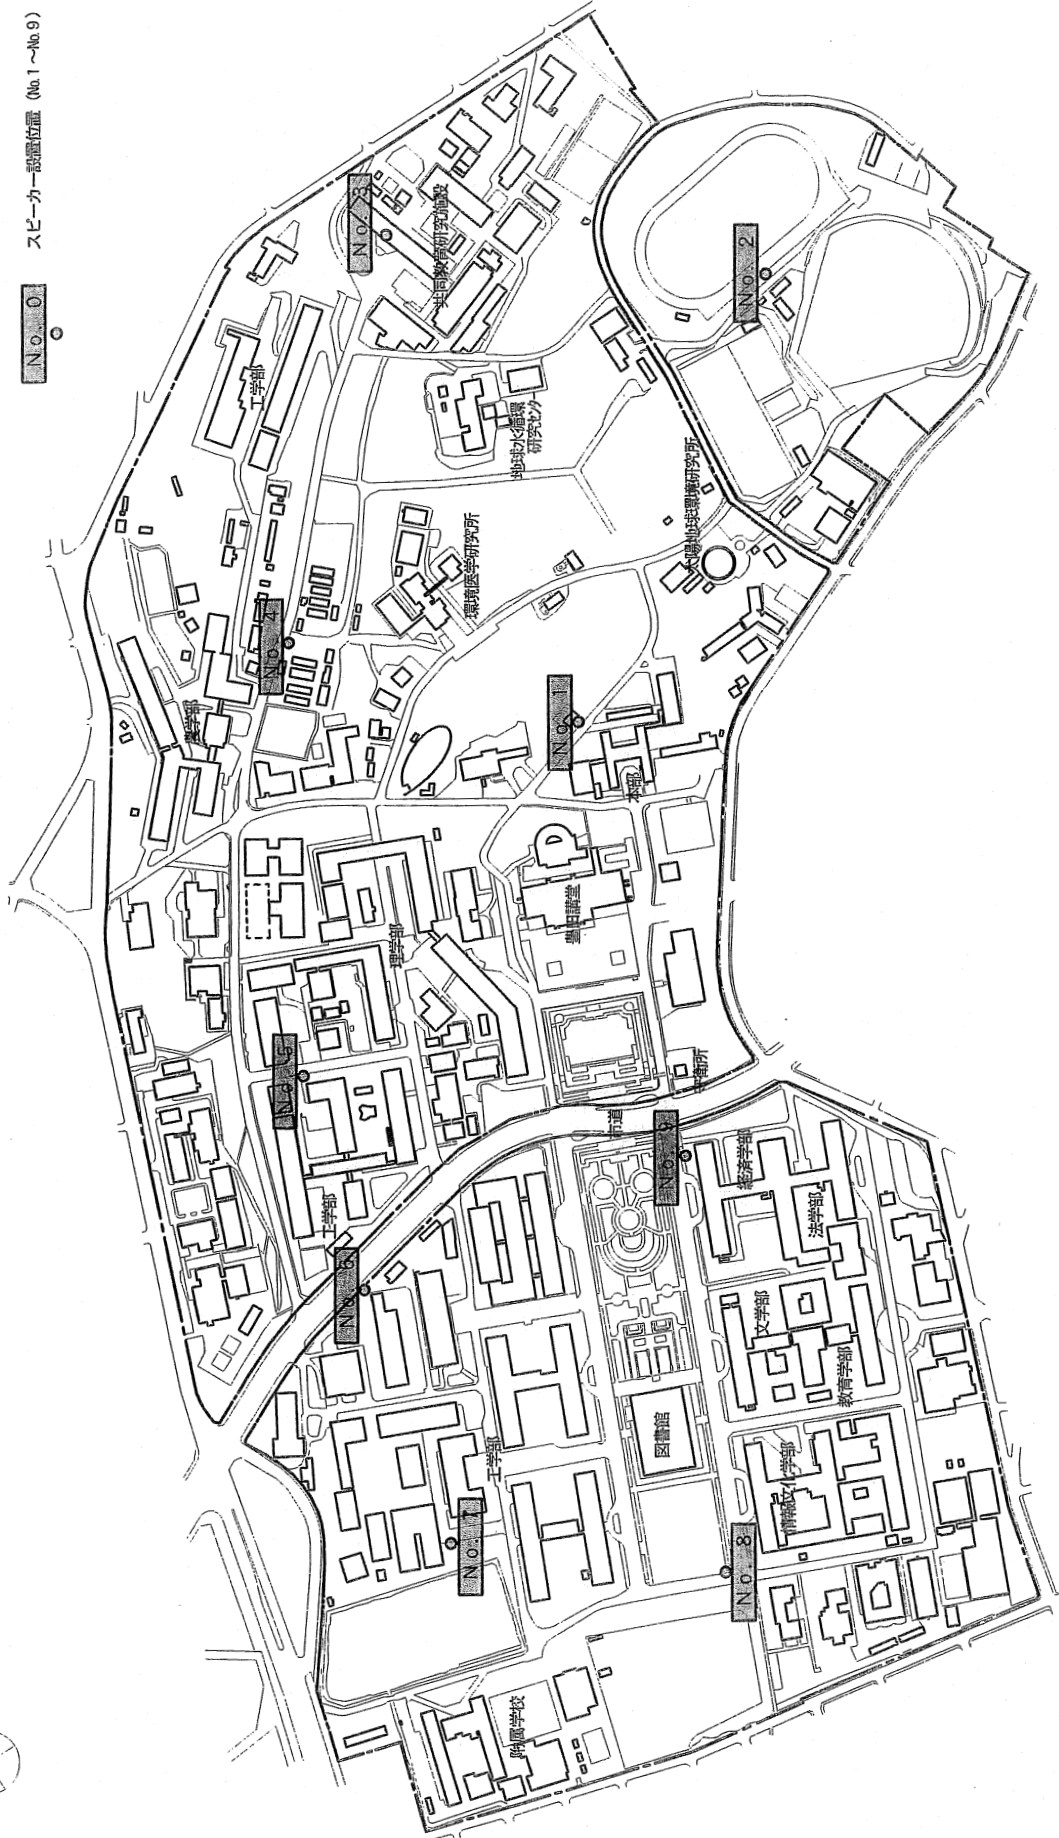 No. 0
スピーカー設置位置 (No.1～No.9)
No. 3
共同教育研究施設
No. 2
工学部
地球水循環
研究センター
太陽地球環境研究所
環境医学研究所
No. 4
農学部
No. 1
本部
豊田講堂
理学部
No. 5
守衛所
市道
No. 9
経済学部
法学部
工学部
No. 6
文学部
教育学部
図書館
工学部
情報文化学部
No. 7
No. 8
附属学校